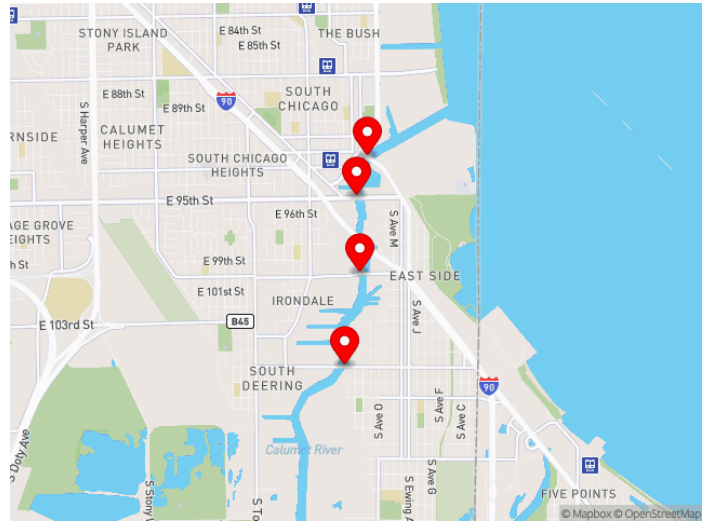 STONY ISLAND
PARK
E 84th St
E 85th St
THE BUSH
E 88th St
E 89th St
90
SOUTH
CHICAGO
S Harper Ave
RNSIDE
CALUMET
HEIGHTS
SOUTH CHICAGO
HEIGHTS
E 95th St
E 96th St
AGE GROVE
EIGHTS
S Ave M
E 99th St
EAST SIDE
h St
E 101st St
IRONDALE
E 103rd St
B45
S Ave J
SOUTH
DEERING
90
S Ave O
S Ave F
S Ave C
S Doty Ave
Calumet River
S Ave G
S Ewing A
FIVE POINTS
© Mapbox © OpenStreetMap